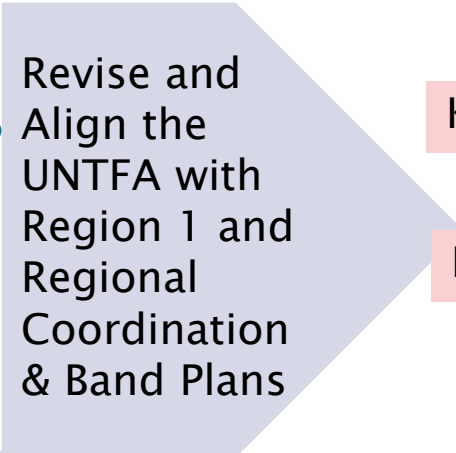 Revise and
Align the
UNTFA with
Region 1 and
Regional
Coordination
& Band Plans